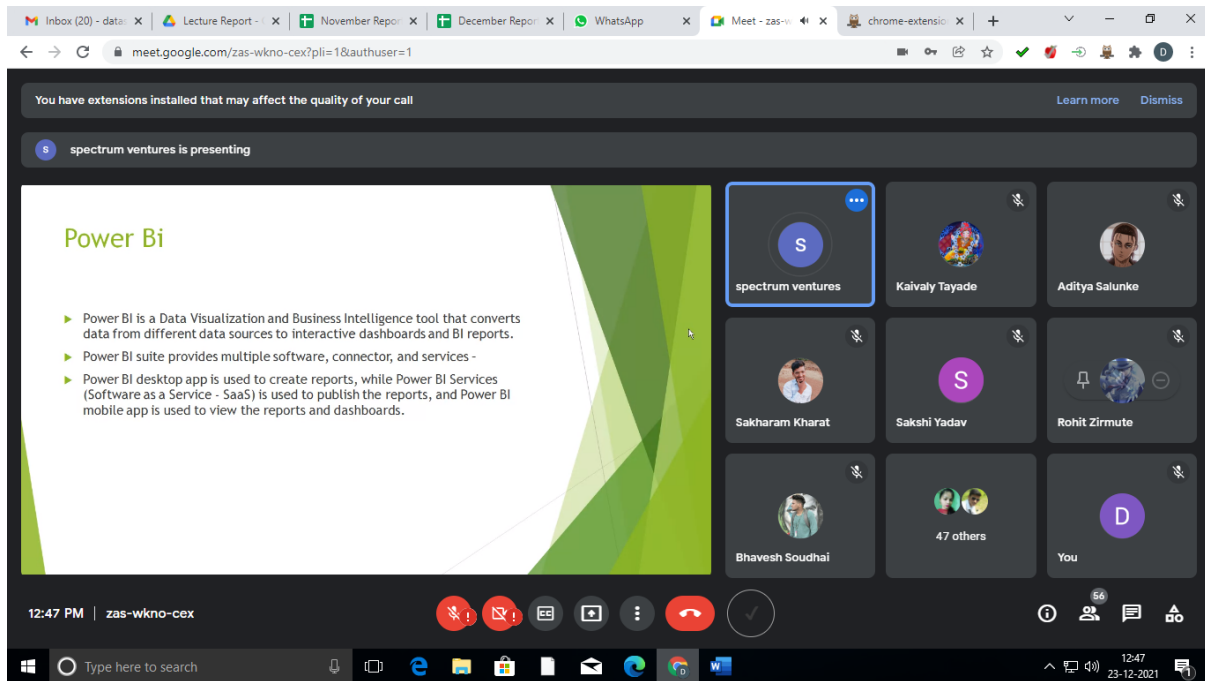 Inbox (20) - datas
Lecture Report -
November Repor
December Repor
WhatsApp
Meet - zas-w
chrome-extensio
meet.google.com/zas-wkno-cex?pli=1&authuser=1
D
You have extensions installed that may affect the quality of your call
Learn more
Dismiss
s
spectrum ventures is presenting
Power Bi
Power BI is a Data Visualization and Business Intelligence tool that converts
data from different data sources to interactive dashboards and BI reports.
Power BI suite provides multiple software, connector, and services -
Power BI desktop app is used to create reports, while Power BI Services
(Software as a Service - SaaS) is used to publish the reports, and Power BI
mobile app is used to view the reports and dashboards.
S
spectrum ventures
Kaivaly Tayade
Aditya Salunke
Sakharam Kharat
S
Sakshi Yadav
Rohit Zirmute
Bhavesh Soudhai
47 others
D
You
12:47 PM | zas-wkno-cex
CC
56
Type here to search
12:47
23-12-2021
1